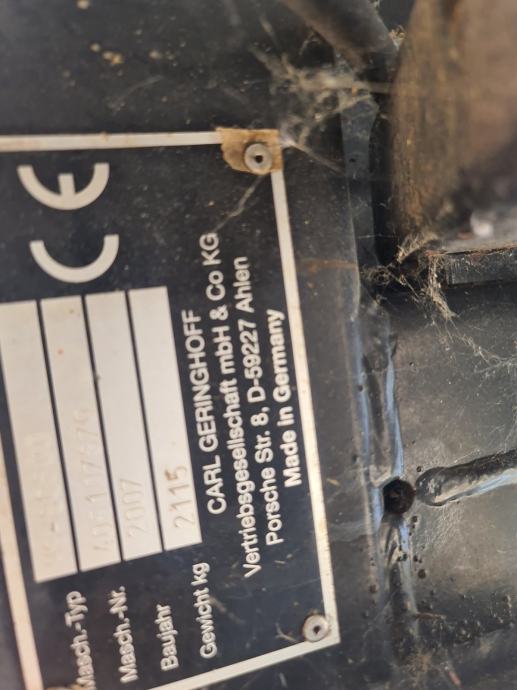 CE
Masch.-Typ
Masch.-Nr.
Baujahr 2007
Gewicht kg 2115
CARL GERINGHOFF
Vertriebsgesellschaft mbH & Co KG
Porsche Str. 8, D-59227 Ahlen
Made in Germany